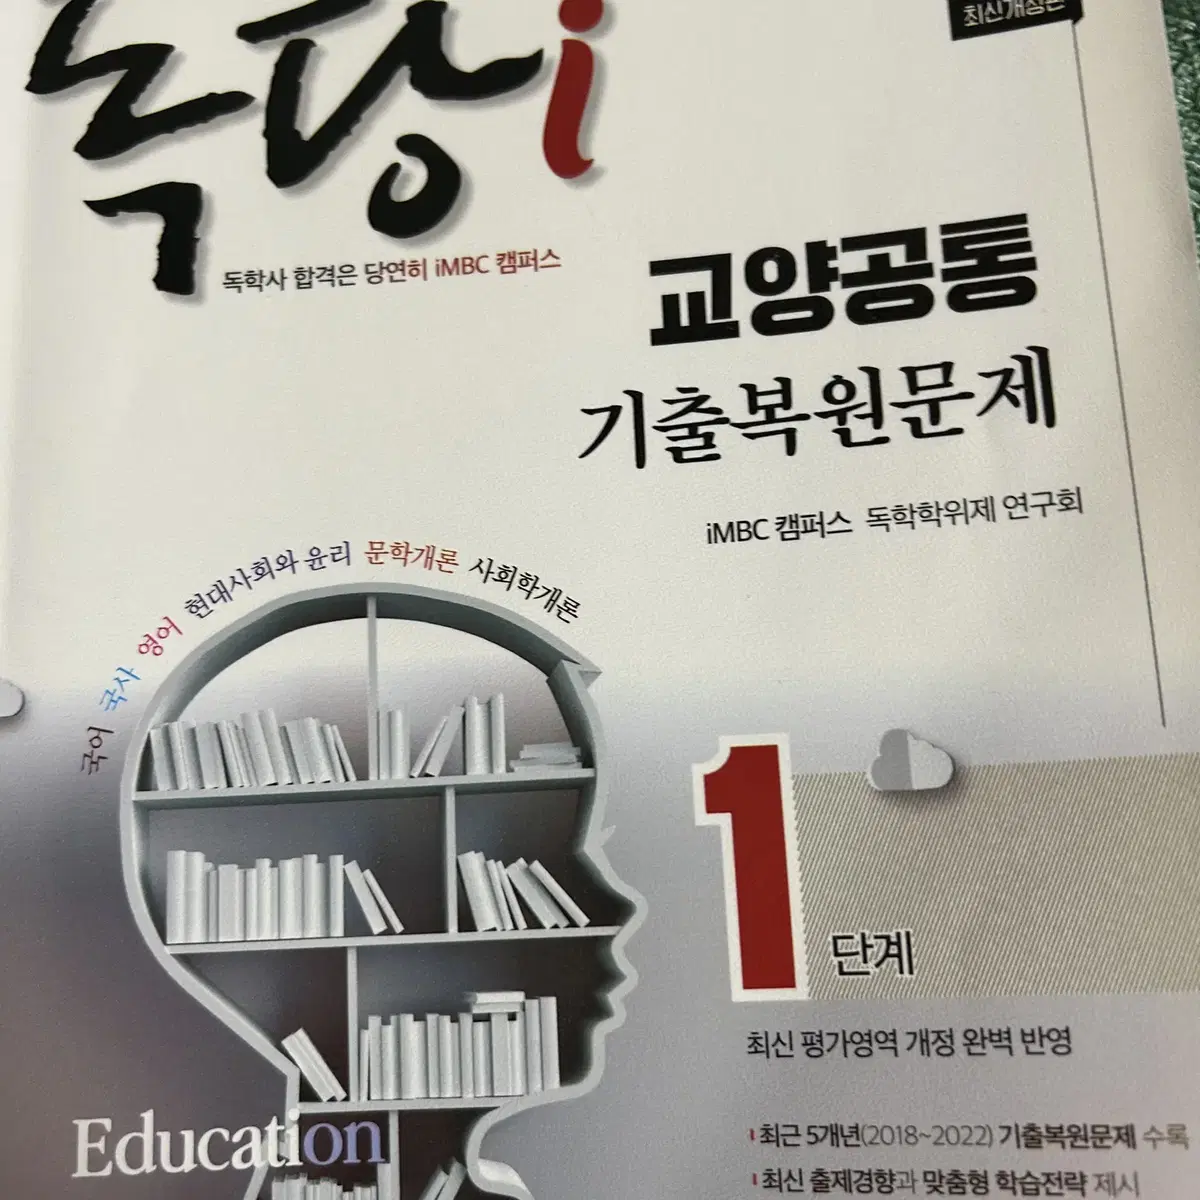 최신개정판
독당i
독학사 합격은 당연히 iMBC 캠퍼스
교양공통
기출복원문제
iMBC 캠퍼스 독학학위제 연구회
국어 국사 영어 현대사회와 윤리 문학개론 사회학개론
1
단계
최신 평가영역 개정 완벽 반영
최근 5개년(2018~2022) 기출복원문제 수록
최신 출제경향과 맞춤형 학습전략 제시
Education